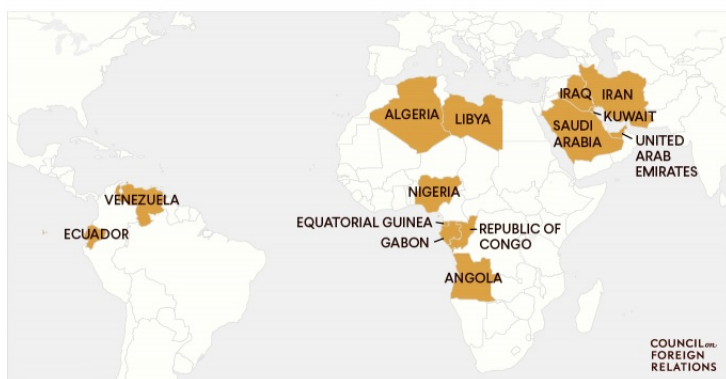 ALGERIA
LIBYA
IRAQ
IRAN
KUWAIT
SAUDI
ARABIA
UNITED
ARAB
EMIRATES
VENEZUELA
ECUADOR
NIGERIA
EQUATORIAL GUINEA
GABON
REPUBLIC OF
CONGO
ANGOLA
COUNCIL on
FOREIGN
RELATIONS